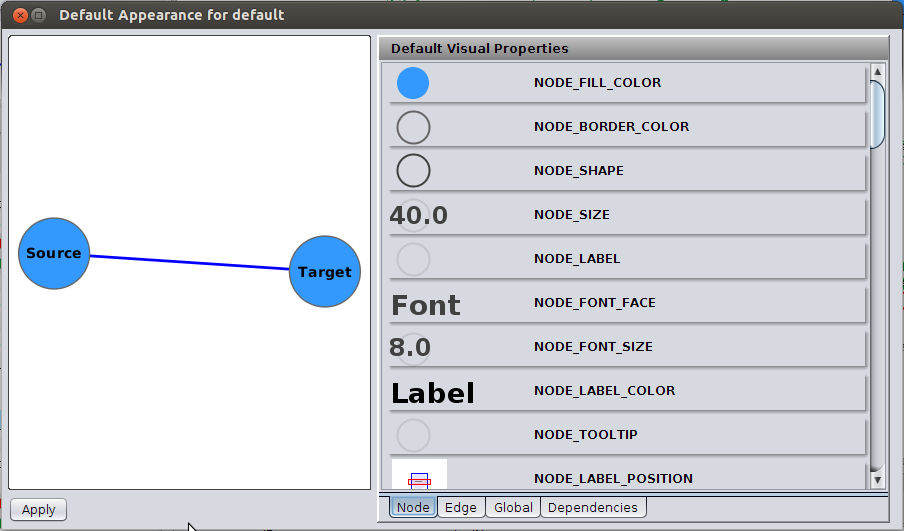 Default Appearance for default
Source
Target
Apply
Default Visual Properties
NODE_FILL_COLOR
NODE_BORDER_COLOR
NODE_SHAPE
40.0 NODE_SIZE
NODE_LABEL
Font NODE_FONT_FACE
8.0 NODE_FONT_SIZE
Label NODE_LABEL_COLOR
NODE_TOOLTIP
NODE_LABEL_POSITION
Node Edge Global Dependencies